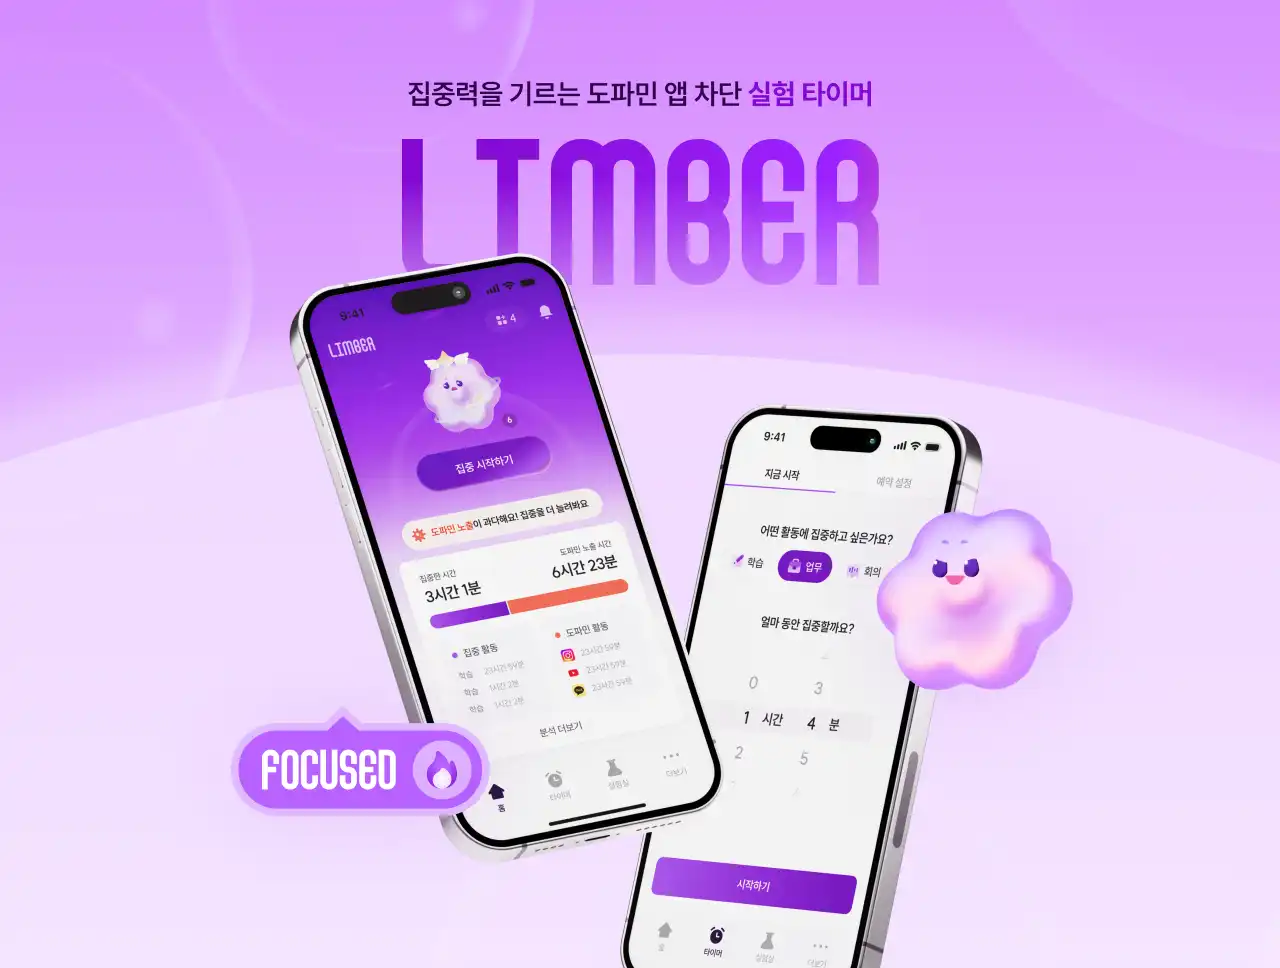 집중력을 기르는 도파민 앱 차단 실험 타이머
LIMBER
9:41
4
LIMBER
6
집중 시작하기
도파민 노출이 과다해요! 집중을 더 늘려봐요
집중한 시간
3시간 1분
도파민 노출 시간
6시간 23분
집중 활동
학습 23시간 59분
학습 1시간 2분
학습 1시간 2분
도파민 활동
23시간 59분
23시간 59분
23시간 59분
분석 더보기
홈
타이머
실험실
더보기
FOCUSED
9:41
지금 시작
예약 설정
어떤 활동에 집중하고 싶은가요?
학습
업무
회의
얼마 동안 집중할까요?
0 3
1 시간 4 분
2 5
시작하기
홈
타이머
실험실
더보기